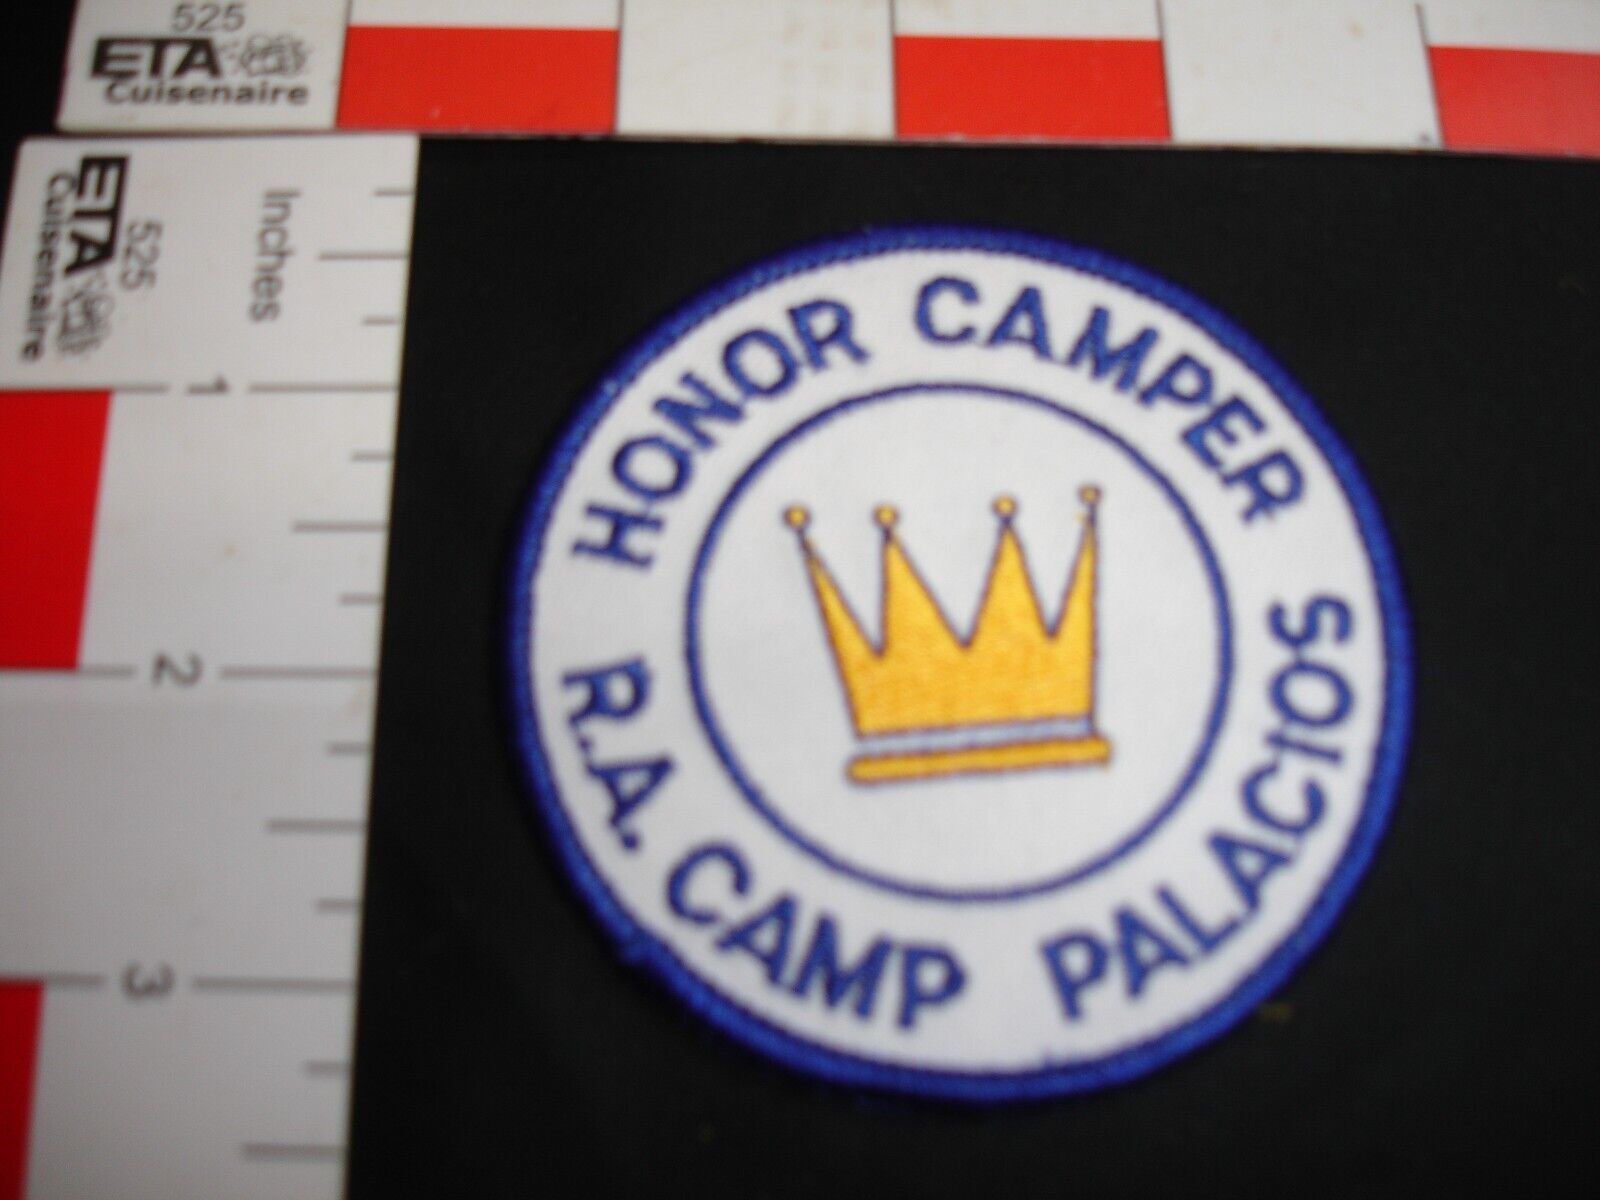 525
ETA
Cuisenaire
525
ETA
Cuisenaire
Inches
1
2
3
HONOR CAMPER
R.A. CAMP PALACIOS